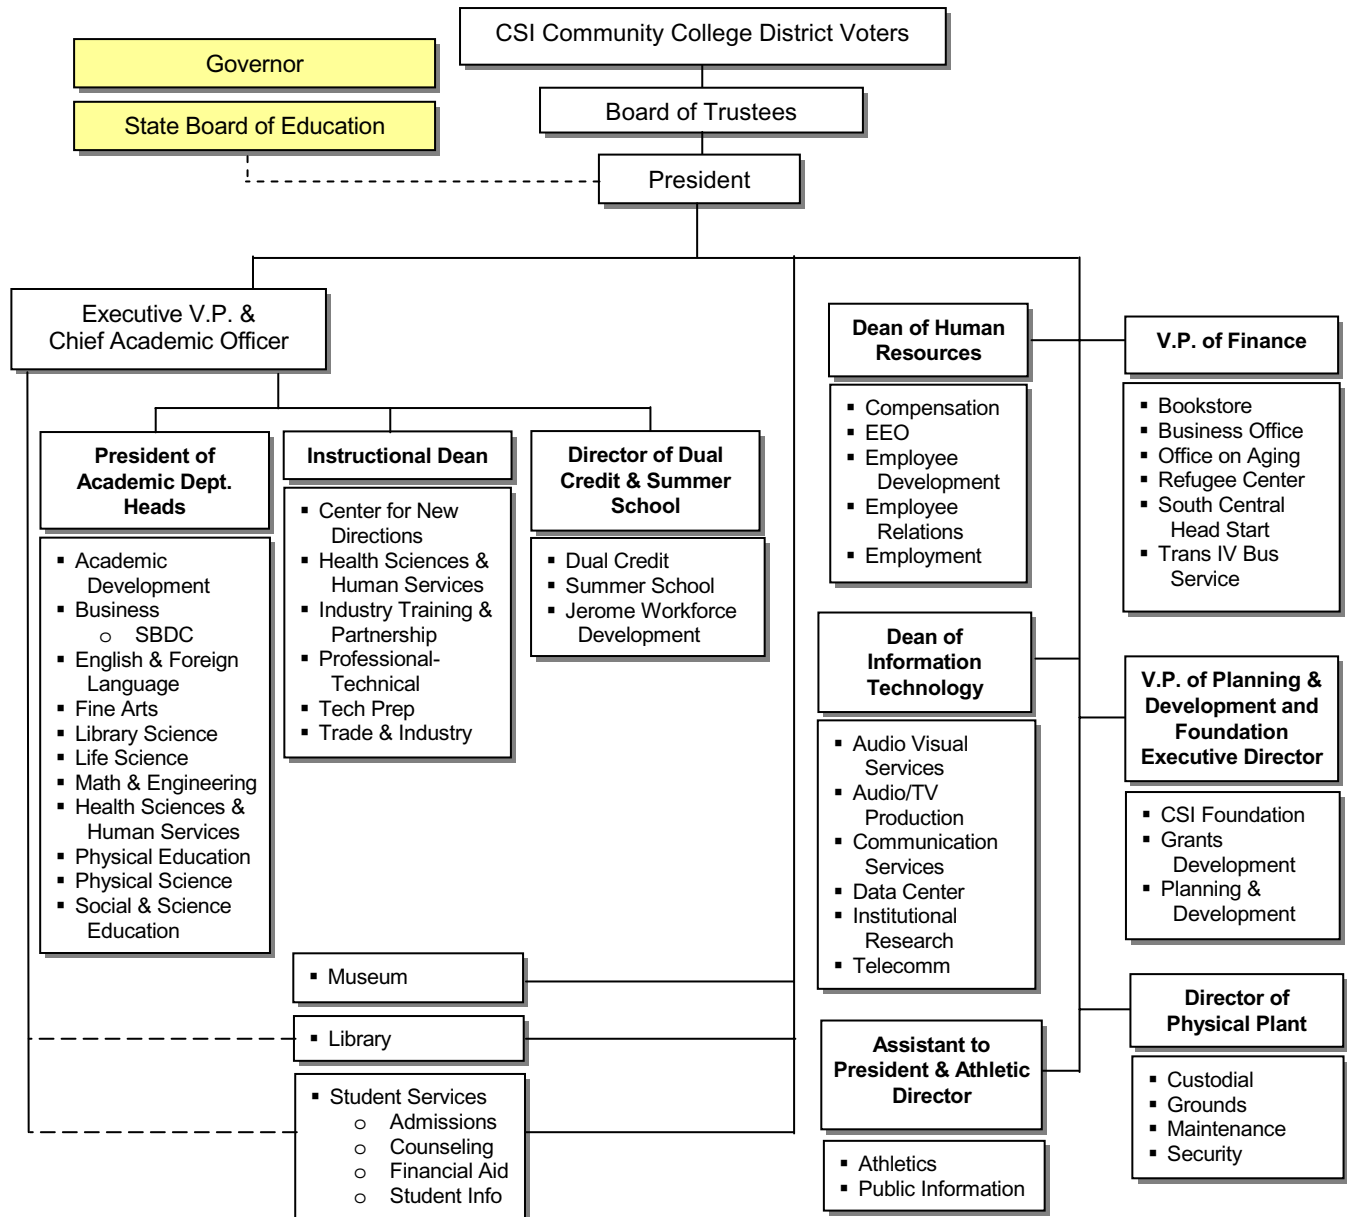 CSI Community College District Voters
Governor
State Board of Education
Board of Trustees
President
Executive V.P. &
Chief Academic Officer
President of
Academic Dept.
Heads
▪ Academic
Development
▪ Business
o SBDC
▪ English & Foreign
Language
▪ Fine Arts
▪ Library Science
▪ Life Science
▪ Math & Engineering
▪ Health Sciences &
Human Services
▪ Physical Education
▪ Physical Science
▪ Social & Science
Education
Instructional Dean
▪ Center for New
Directions
▪ Health Sciences &
Human Services
▪ Industry Training &
Partnership
▪ Professional-
Technical
▪ Tech Prep
▪ Trade & Industry
Director of Dual
Credit & Summer
School
▪ Dual Credit
▪ Summer School
▪ Jerome Workforce
Development
▪ Museum
▪ Library
▪ Student Services
o Admissions
o Counseling
o Financial Aid
o Student Info
Dean of Human
Resources
▪ Compensation
▪ EEO
▪ Employee
Development
▪ Employee
Relations
▪ Employment
Dean of
Information
Technology
▪ Audio Visual
Services
▪ Audio/TV
Production
▪ Communication
Services
▪ Data Center
▪ Institutional
Research
▪ Telecomm
Assistant to
President & Athletic
Director
▪ Athletics
▪ Public Information
V.P. of Finance
▪ Bookstore
▪ Business Office
▪ Office on Aging
▪ Refugee Center
▪ South Central
Head Start
▪ Trans IV Bus
Service
V.P. of Planning &
Development and
Foundation
Executive Director
▪ CSI Foundation
▪ Grants
Development
▪ Planning &
Development
Director of
Physical Plant
▪ Custodial
▪ Grounds
▪ Maintenance
▪ Security